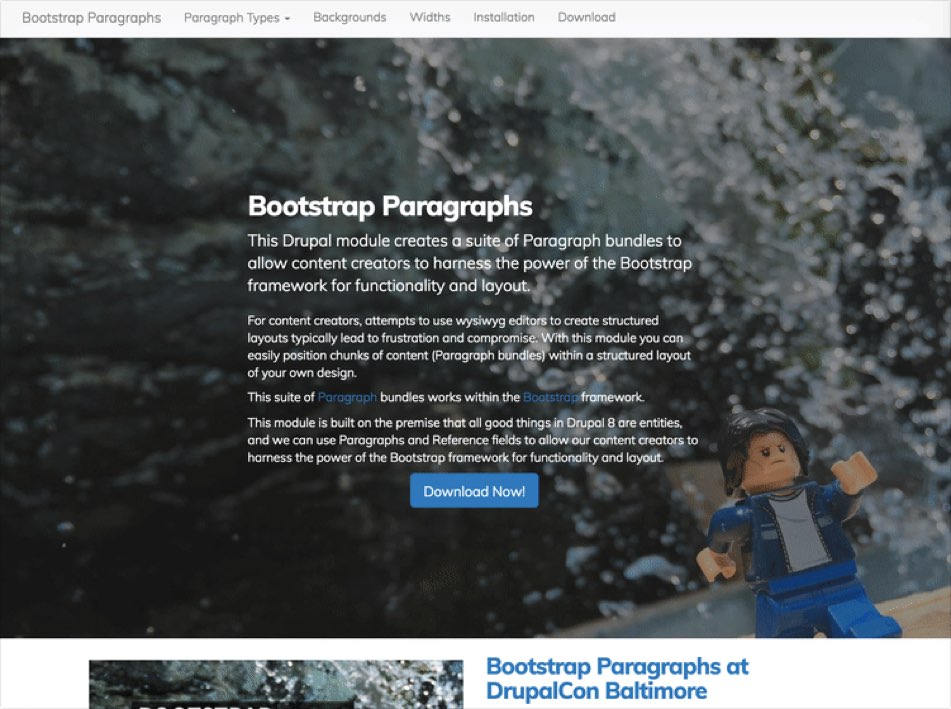 Bootstrap Paragraphs Paragraph Types Backgrounds Widths Installation Download
Bootstrap Paragraphs
This Drupal module creates a suite of Paragraph bundles to
allow content creators to harness the power of the Bootstrap
framework for functionality and layout.
For content creators, attempts to use wysiwyg editors to create structured
layouts typically lead to frustration and compromise. With this module you can
easily position chunks of content (Paragraph bundles) within a structured layout
of your own design.
This suite of Paragraph bundles works within the Bootstrap framework.
This module is built on the premise that all good things in Drupal 8 are entities,
and we can use Paragraphs and Reference fields to allow our content creators to
harness the power of the Bootstrap framework for functionality and layout.
Download Now!
Bootstrap Paragraphs at
DrupalCon Baltimore